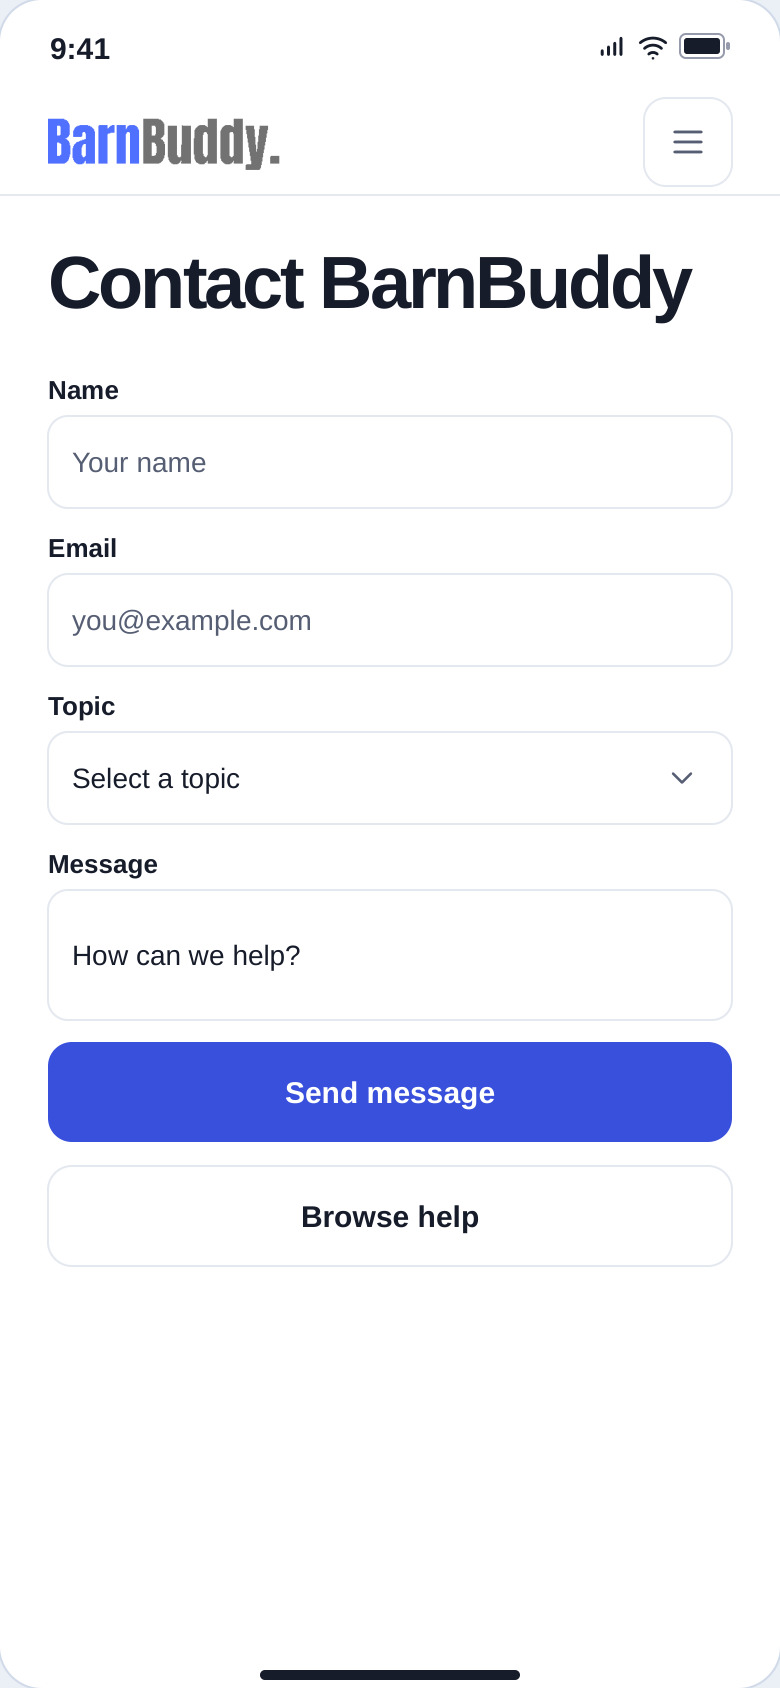 9:41
BarnBuddy.
Contact BarnBuddy
Name
Your name
Email
you@example.com
Topic
Select a topic
Message
How can we help?
Send message
Browse help